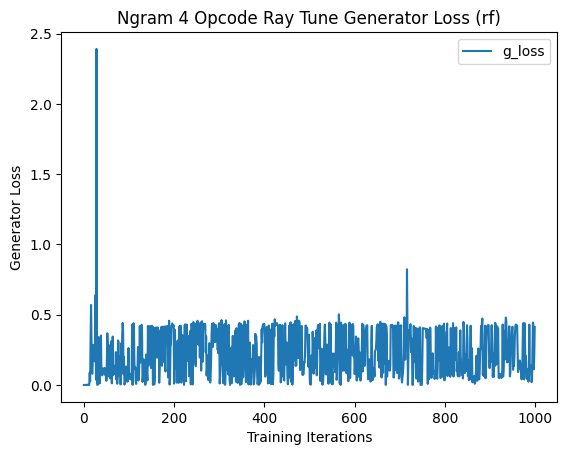 Ngram 4 Opcode Ray Tune Generator Loss (rf)
g_loss
2.5
2.0
1.5
1.0
0.5
0.0
Generator Loss
0 200 400 600 800 1000
Training Iterations